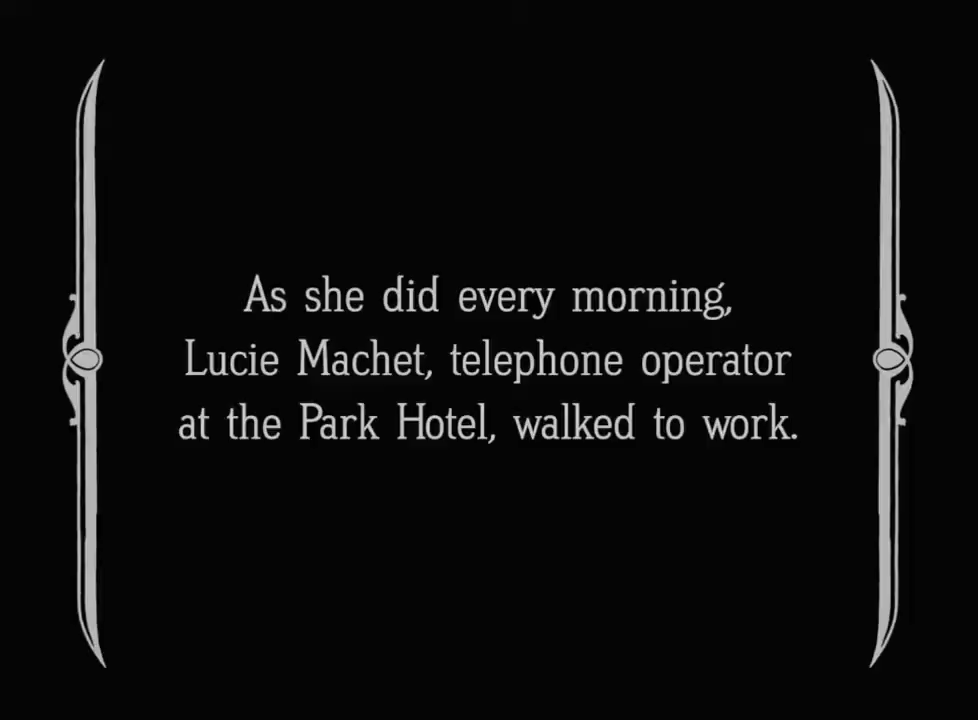 As she did every morning,
Lucie Machet, telephone operator
at the Park Hotel, walked to work.